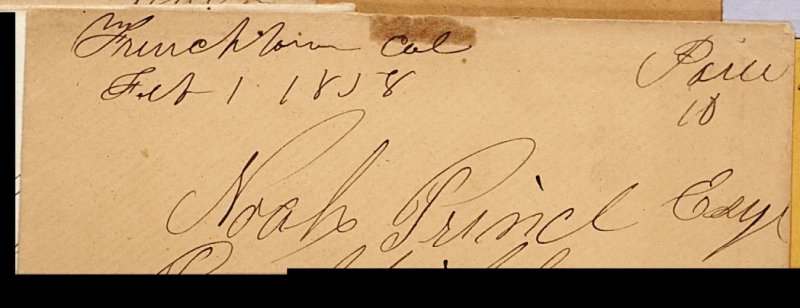 Frenchtown Cal
Feb 1 1858
Paid
10
Noah Prince Esqr